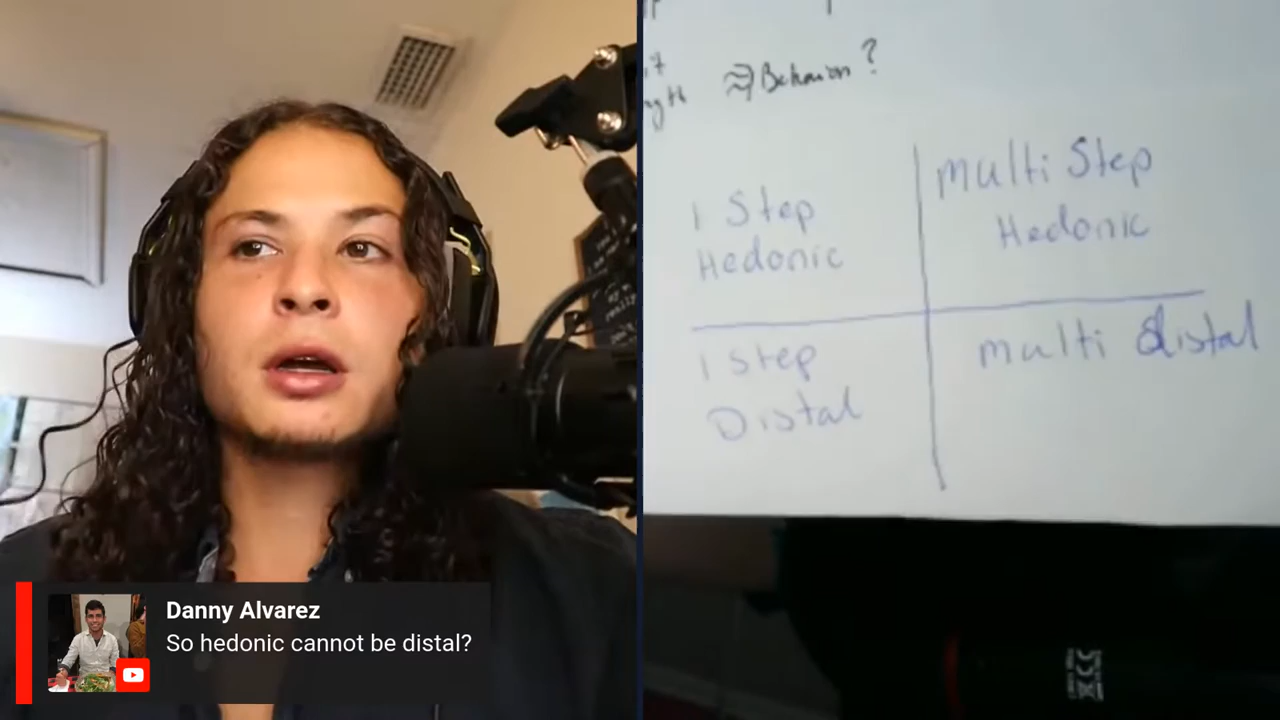 ≈ Behavior?
1 Step
Hedonic
Multi Step
Hedonic
1 Step
Distal
Multi distal
Danny Alvarez
So hedonic cannot be distal?